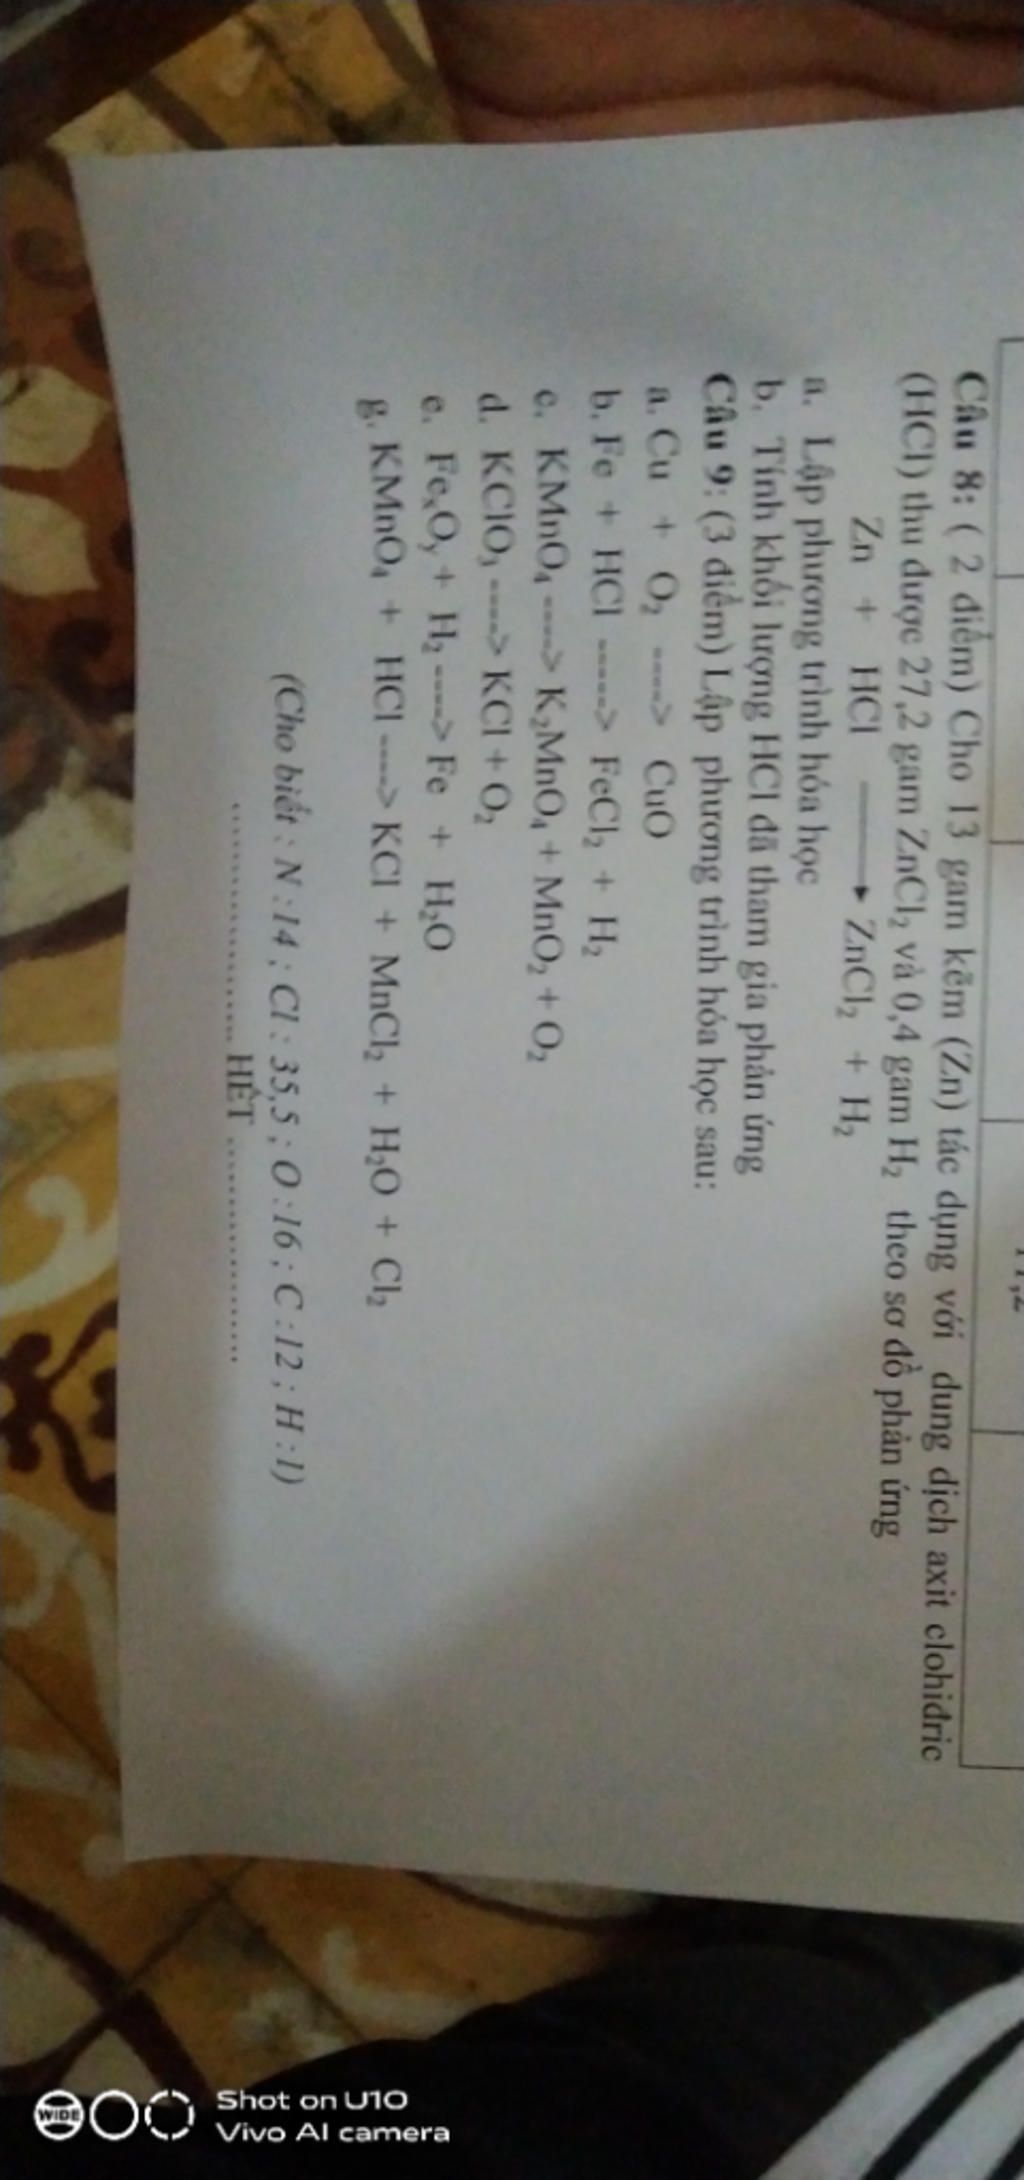 Câu 8: ( 2 điểm) Cho 13 gam kẽm (Zn) tác dụng với dung dịch axit clohiđric
(HCl) thu được 27,2 gam ZnCl₂ và 0,4 gam H₂ theo sơ đồ phản ứng
Zn + HCl ⟶ ZnCl₂ + H₂
a. Lập phương trình hóa học
b. Tính khối lượng HCl đã tham gia phản ứng
Câu 9: (3 điểm) Lập phương trình hóa học sau:
a. Cu + O₂ ----> CuO
b. Fe + HCl -----> FeCl₂ + H₂
c. KMnO₄ ----> K₂MnO₄ + MnO₂ + O₂
d. KClO₃ ----> KCl + O₂
e. FeₓOᵧ + H₂ ----> Fe + H₂O
g. KMnO₄ + HCl ----> KCl + MnCl₂ + H₂O + Cl₂
(Cho biết : N :14 ; Cl : 35,5 ; O :16 ; C : 12 ; H :1)
........................ HẾT ........................
WIDE
Shot on U10
Vivo AI camera